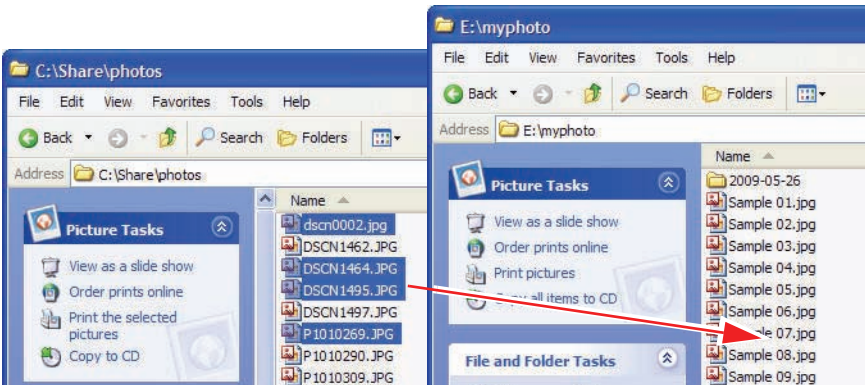 C:\Share\photos
File Edit View Favorites Tools Help
Back Search Folders
Address C:\Share\photos
Picture Tasks
View as a slide show
Order prints online
Print the selected
pictures
Copy to CD
Name
dscn0002.jpg
DSCN1462.JPG
DSCN1464.JPG
DSCN1495.JPG
DSCN1497.JPG
P1010269.JPG
P1010290.JPG
P1010309.JPG
E:\myphoto
File Edit View Favorites Tools Help
Back Search Folders
Address E:\myphoto
Picture Tasks
View as a slide show
Order prints online
Print pictures
all items to CD
File and Folder Tasks
Name
2009-05-26
Sample 01.jpg
Sample 02.jpg
Sample 03.jpg
Sample 04.jpg
Sample 05.jpg
Sample 06.jpg
07.jpg
Sample 08.jpg
Sample 09.jpg